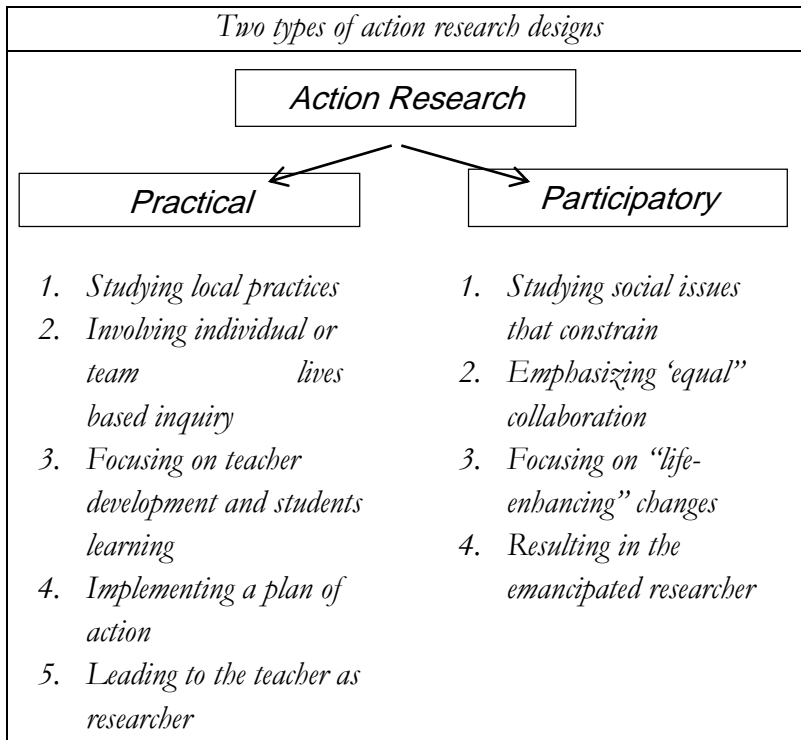 Two types of action research designs
Action Research
Practical
1. Studying local practices
2. Involving individual or
team lives
based inquiry
3. Focusing on teacher
development and students
learning
4. Implementing a plan of
action
5. Leading to the teacher as
researcher
Participatory
1. Studying social issues
that constrain
2. Emphasizing ‘equal”
collaboration
3. Focusing on “life-
enhancing” changes
4. Resulting in the
emancipated researcher